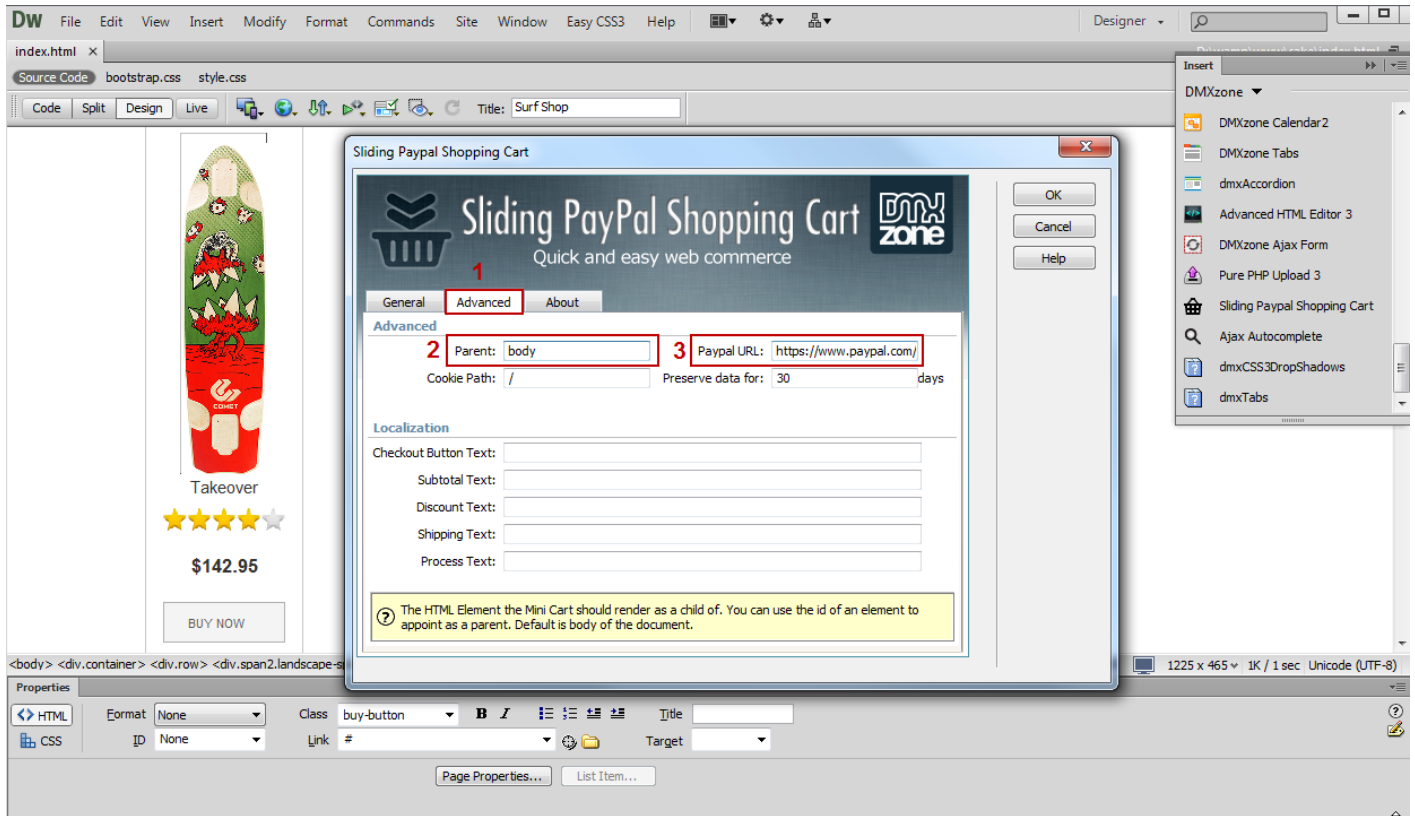 DW File Edit View Insert Modify Format Commands Site Window Easy CSS3 Help Designer
index.html
Source Code bootstrap.css style.css
Code Split Design Live Title: Surf Shop
Insert
DMXzone
DMXzone Calendar2
DMXzone Tabs
dmxAccordion
Advanced HTML Editor 3
DMXzone Ajax Form
Pure PHP Upload 3
Sliding Paypal Shopping Cart
Ajax Autocomplete
dmxCSS3DropShadows
dmxTabs
COMET
Takeover
$142.95
BUY NOW
Sliding Paypal Shopping Cart
Sliding PayPal Shopping Cart
Quick and easy web commerce
DMX
zone
OK
Cancel
Help
1
General Advanced About
Advanced
2 Parent: body 3 Paypal URL: https://www.paypal.com/
Cookie Path: / Preserve data for: 30 days
Localization
Checkout Button Text:
Subtotal Text:
Discount Text:
Shipping Text:
Process Text:
The HTML Element the Mini Cart should render as a child of. You can use the id of an element to
appoint as a parent. Default is body of the document.
<body> <div.container> <div.row> <div.span2.landscape-s 1225 x 465 1K / 1 sec Unicode (UTF-8)
Properties
HTML Format None Class buy-button B I Title
CSS ID None Link # Target
Page Properties... List Item...